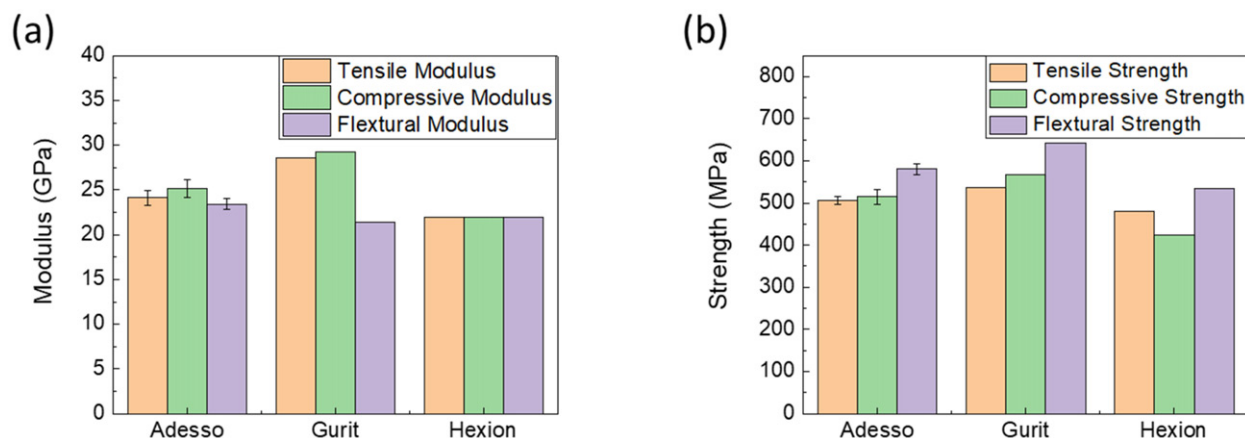 (a)
Modulus (GPa)
40
35
30
25
20
15
10
5
0
Tensile Modulus
Compressive Modulus
Flextural Modulus
Adesso Gurit Hexion
(b)
Strength (MPa)
800
700
600
500
400
300
200
100
0
Tensile Strength
Compressive Strength
Flextural Strength
Adesso Gurit Hexion